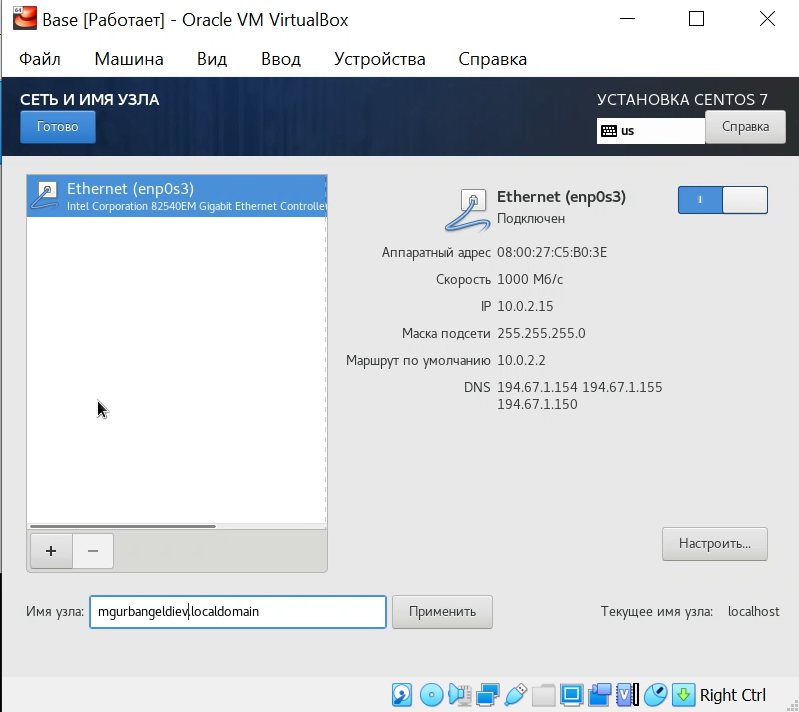 64
Base [Работает] - Oracle VM VirtualBox
Файл Машина Вид Ввод Устройства Справка
СЕТЬ И ИМЯ УЗЛА
УСТАНОВКА CENTOS 7
Готово
us
Справка
Ethernet (enp0s3)
Intel Corporation 82540EM Gigabit Ethernet Controlle
Ethernet (enp0s3)
Подключен
Аппаратный адрес 08:00:27:C5:B0:3E
Скорость 1000 Мб/с
IP 10.0.2.15
Маска подсети 255.255.255.0
Маршрут по умолчанию 10.0.2.2
DNS 194.67.1.154 194.67.1.155
194.67.1.150
+ −
Настроить...
Имя узла: mgurbangeldiev.localdomain Применить Текущее имя узла: localhost
Right Ctrl